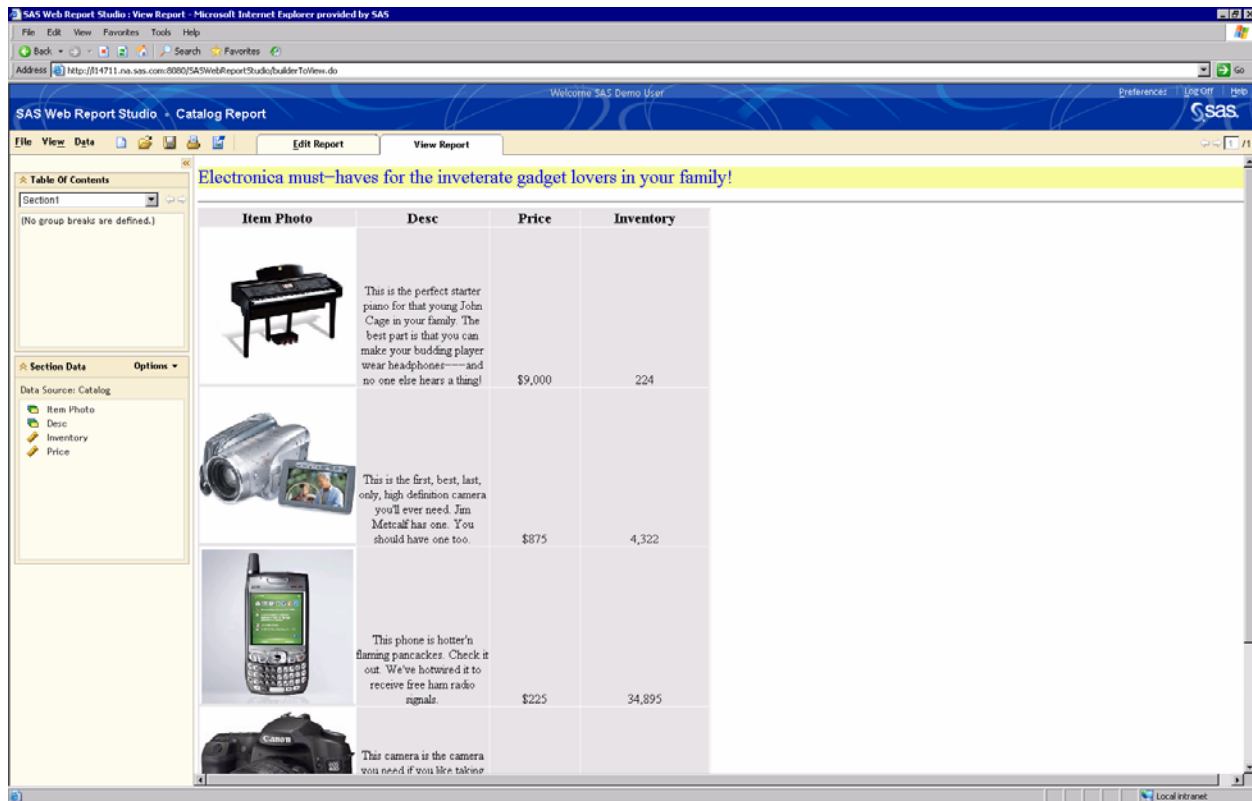 SAS Web Report Studio : View Report - Microsoft Internet Explorer provided by SAS
File Edit View Favorites Tools Help
Back Search Favorites
Address http://l14711.na.sas.com:8080/SASWebReportStudio/builderToView.do Go
Welcome SAS Demo User
Preferences Log Off Help
SAS Web Report Studio - Catalog Report
sas.
File View Data
Edit Report
View Report
1 /1
Table Of Contents
Section1
(No group breaks are defined.)
Section Data Options
Data Source: Catalog
Item Photo
Desc
Inventory
Price
Electronica must-haves for the inveterate gadget lovers in your family!
Item Photo Desc Price Inventory
This is the perfect starter
piano for that young John
Cage in your family. The
best part is that you can
make your budding player
wear headphones---and
no one else hears a thing! $9,000 224
This is the first, best, last,
only, high definition camera
you'll ever need. Jim
Metcalf has one. You
should have one too. $875 4,322
This phone is hotter'n
flaming pancackes. Check it
out. We've hotwired it to
receive free ham radio
signals. $225 34,895
Canon
This camera is the camera
you need if you like taking
Local intranet